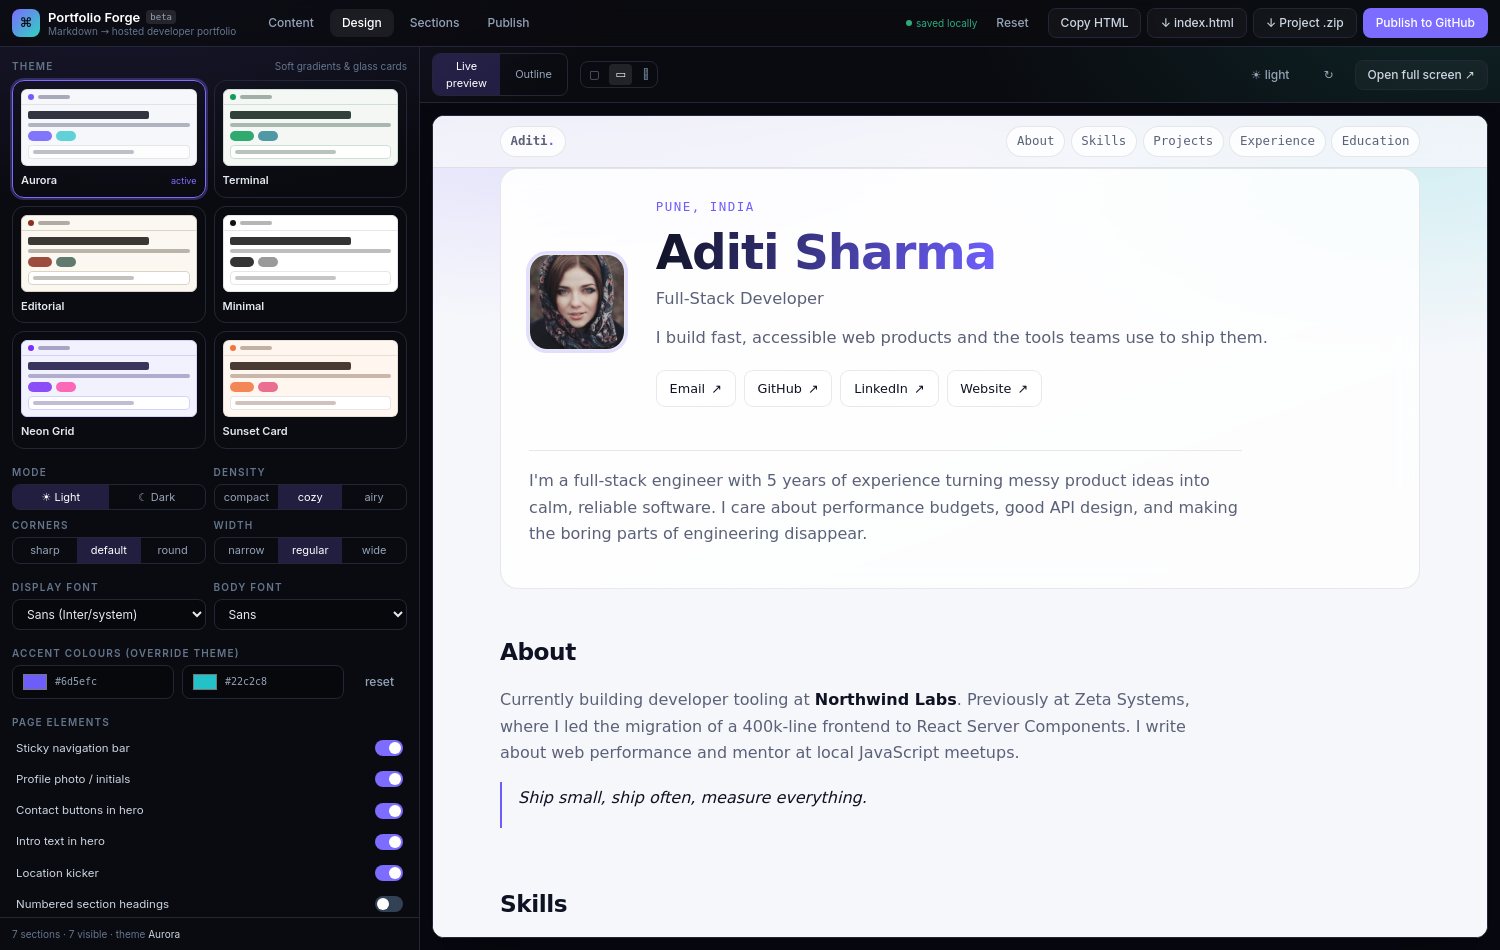 ⌘ Portfolio Forge beta
Markdown → hosted developer portfolio
Content Design Sections Publish
saved locally Reset Copy HTML ↓ index.html ↓ Project .zip Publish to GitHub
THEME Soft gradients & glass cards
Aurora active
Terminal
Editorial
Minimal
Neon Grid
Sunset Card
MODE DENSITY
☀ Light ☾ Dark compact cozy airy
CORNERS WIDTH
sharp default round narrow regular wide
DISPLAY FONT BODY FONT
Sans (Inter/system) Sans
ACCENT COLOURS (OVERRIDE THEME)
#6d5efc #22c2c8 reset
PAGE ELEMENTS
Sticky navigation bar
Profile photo / initials
Contact buttons in hero
Intro text in hero
Location kicker
Numbered section headings
7 sections · 7 visible · theme Aurora
Live preview Outline
☀ light ↻ Open full screen ↗
Aditi. About Skills Projects Experience Education
PUNE, INDIA
Aditi Sharma
Full-Stack Developer
I build fast, accessible web products and the tools teams use to ship them.
Email ↗ GitHub ↗ LinkedIn ↗ Website ↗
I'm a full-stack engineer with 5 years of experience turning messy product ideas into
calm, reliable software. I care about performance budgets, good API design, and making
the boring parts of engineering disappear.
About
Currently building developer tooling at Northwind Labs. Previously at Zeta Systems,
where I led the migration of a 400k-line frontend to React Server Components. I write
about web performance and mentor at local JavaScript meetups.
Ship small, ship often, measure everything.
Skills